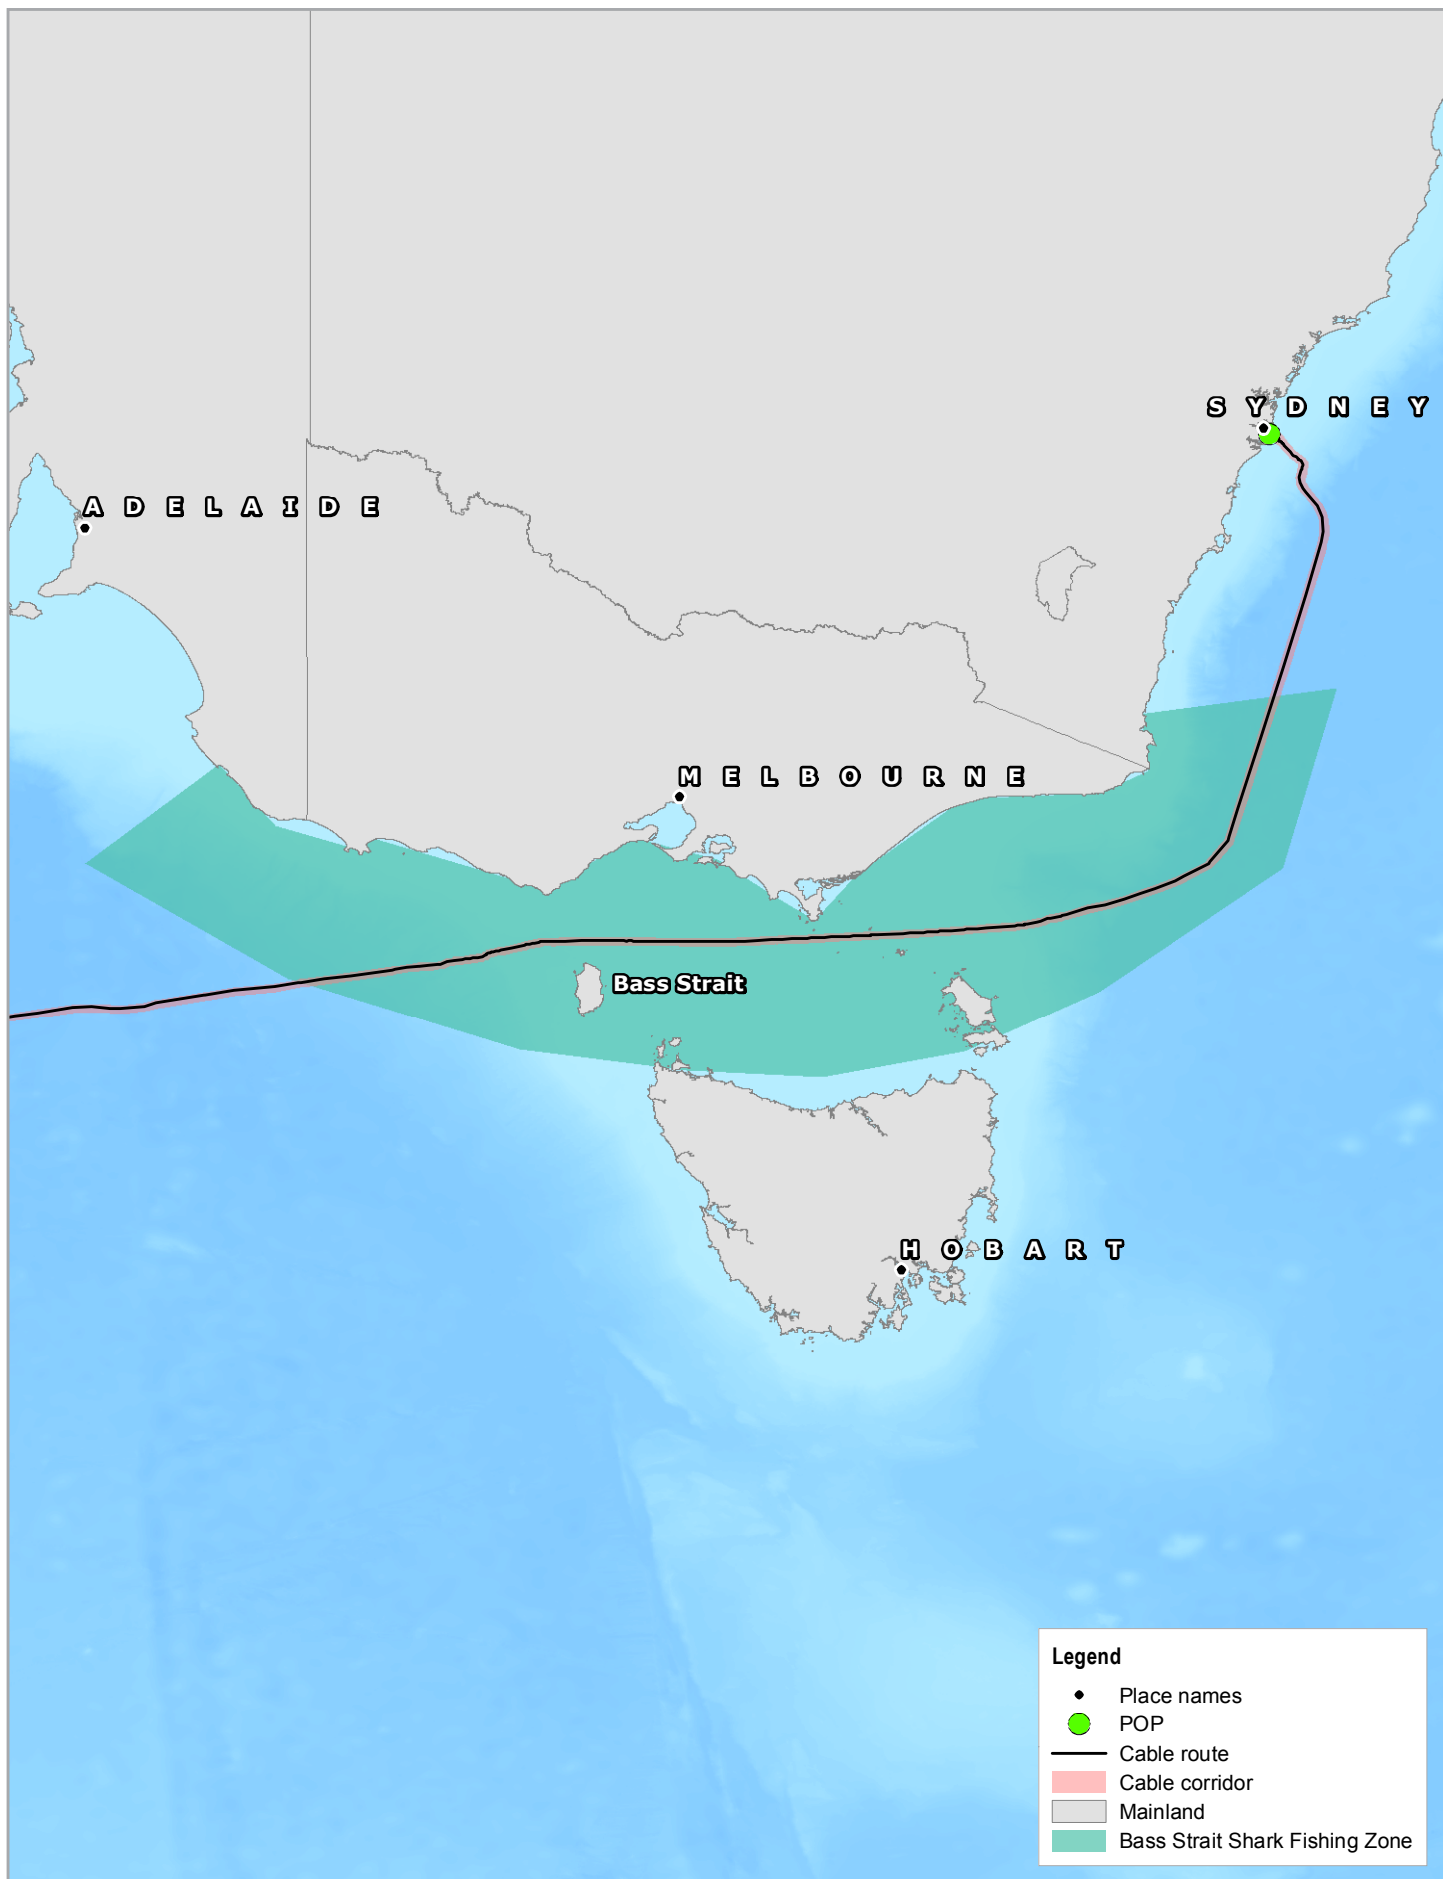 SYDNEY
ADELAIDE
MELBOURNE
Bass Strait
HOBART
Legend
Place names
POP
Cable route
Cable corridor
Mainland
Bass Strait Shark Fishing Zone